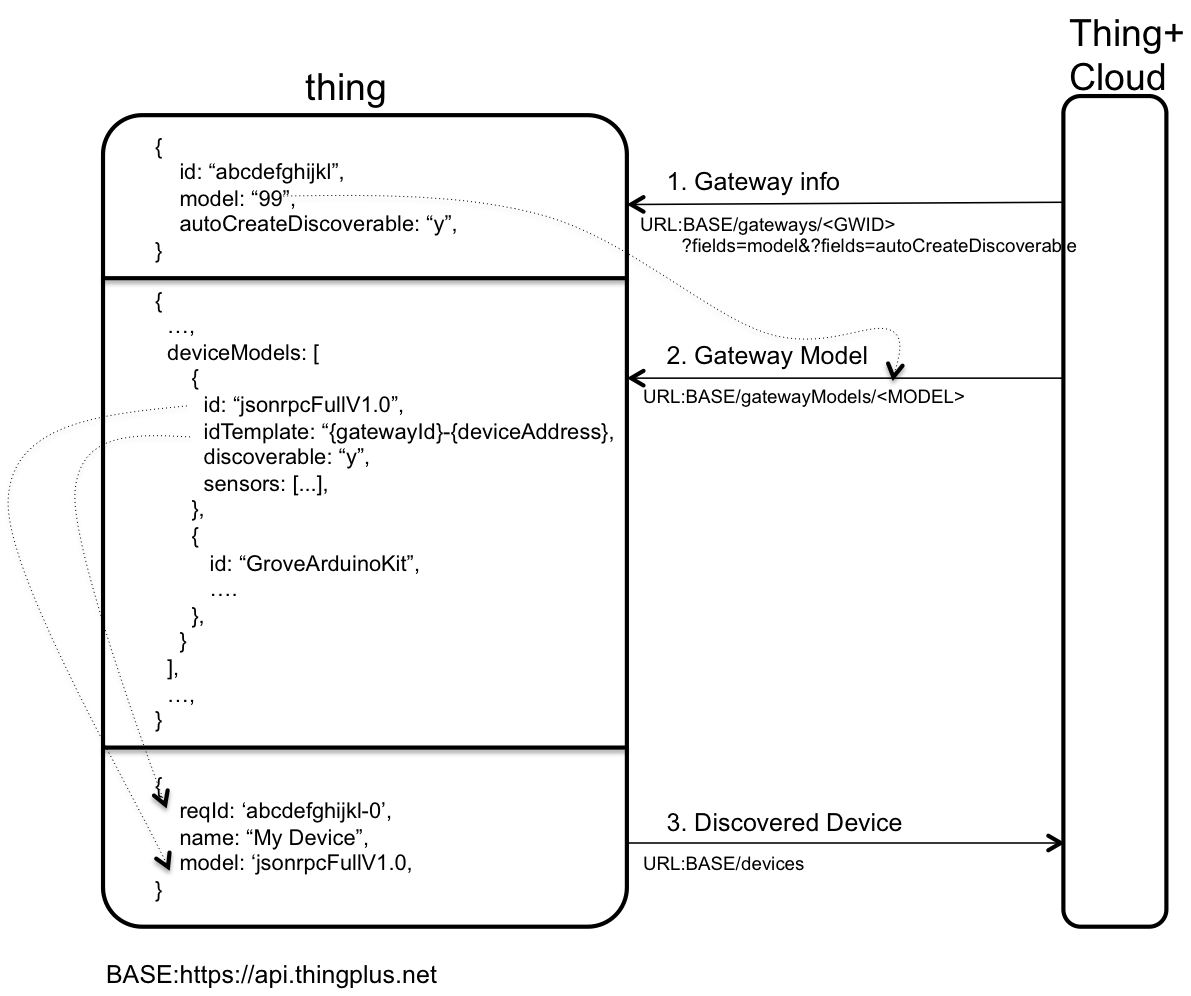 Thing+
Cloud
thing
{
id: “abcdefghijkl”,
model: “99”,
autoCreateDiscoverable: “y”,
}
1. Gateway info
URL:BASE/gateways/<GWID>
?fields=model&?fields=autoCreateDiscoverable
{
…,
deviceModels: [
{
id: “jsonrpcFullV1.0”,
idTemplate: “{gatewayId}-{deviceAddress},
discoverable: “y”,
sensors: [...],
},
{
id: “GroveArduinoKit”,
….
},
}
],
…,
}
2. Gateway Model
URL:BASE/gatewayModels/<MODEL>
{
reqId: ‘abcdefghijkl-0’,
name: “My Device”,
model: ‘jsonrpcFullV1.0,
}
3. Discovered Device
URL:BASE/devices
BASE:https://api.thingplus.net